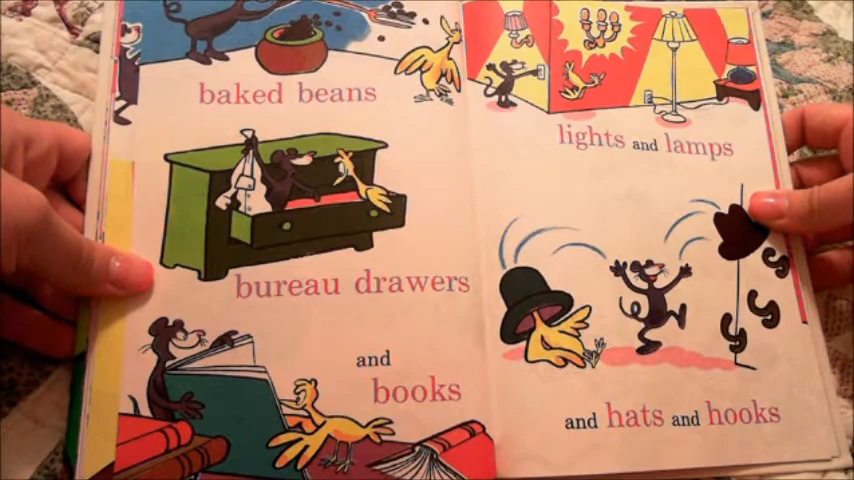 baked beans
bureau drawers
and
books
lights and lamps
and hats and hooks